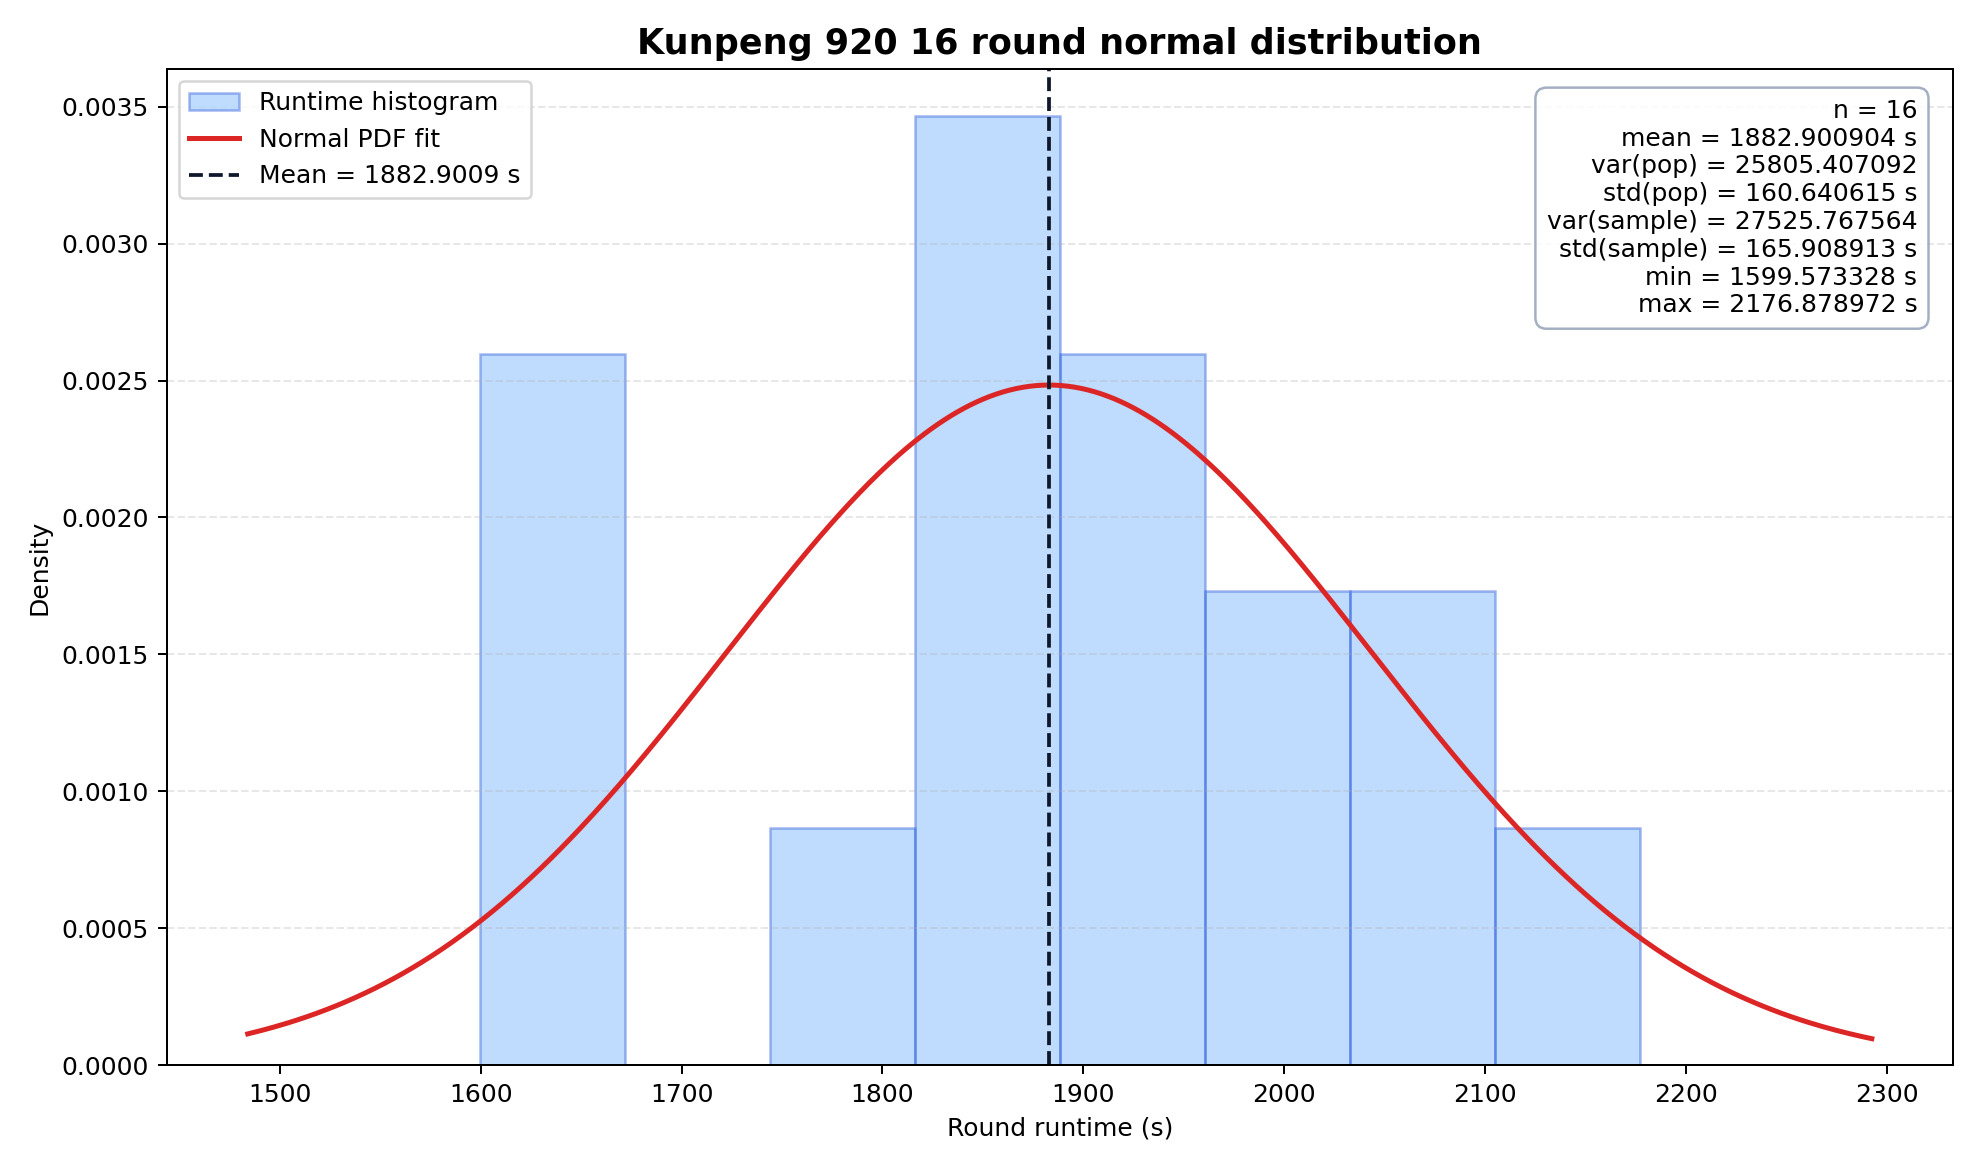 Kunpeng 920 16 round normal distribution
Runtime histogram
Normal PDF fit
Mean = 1882.9009 s
n = 16
mean = 1882.900904 s
var(pop) = 25805.407092
std(pop) = 160.640615 s
var(sample) = 27525.767564
std(sample) = 165.908913 s
min = 1599.573328 s
max = 2176.878972 s
Density
0.0035
0.0030
0.0025
0.0020
0.0015
0.0010
0.0005
0.0000
1500 1600 1700 1800 1900 2000 2100 2200 2300
Round runtime (s)